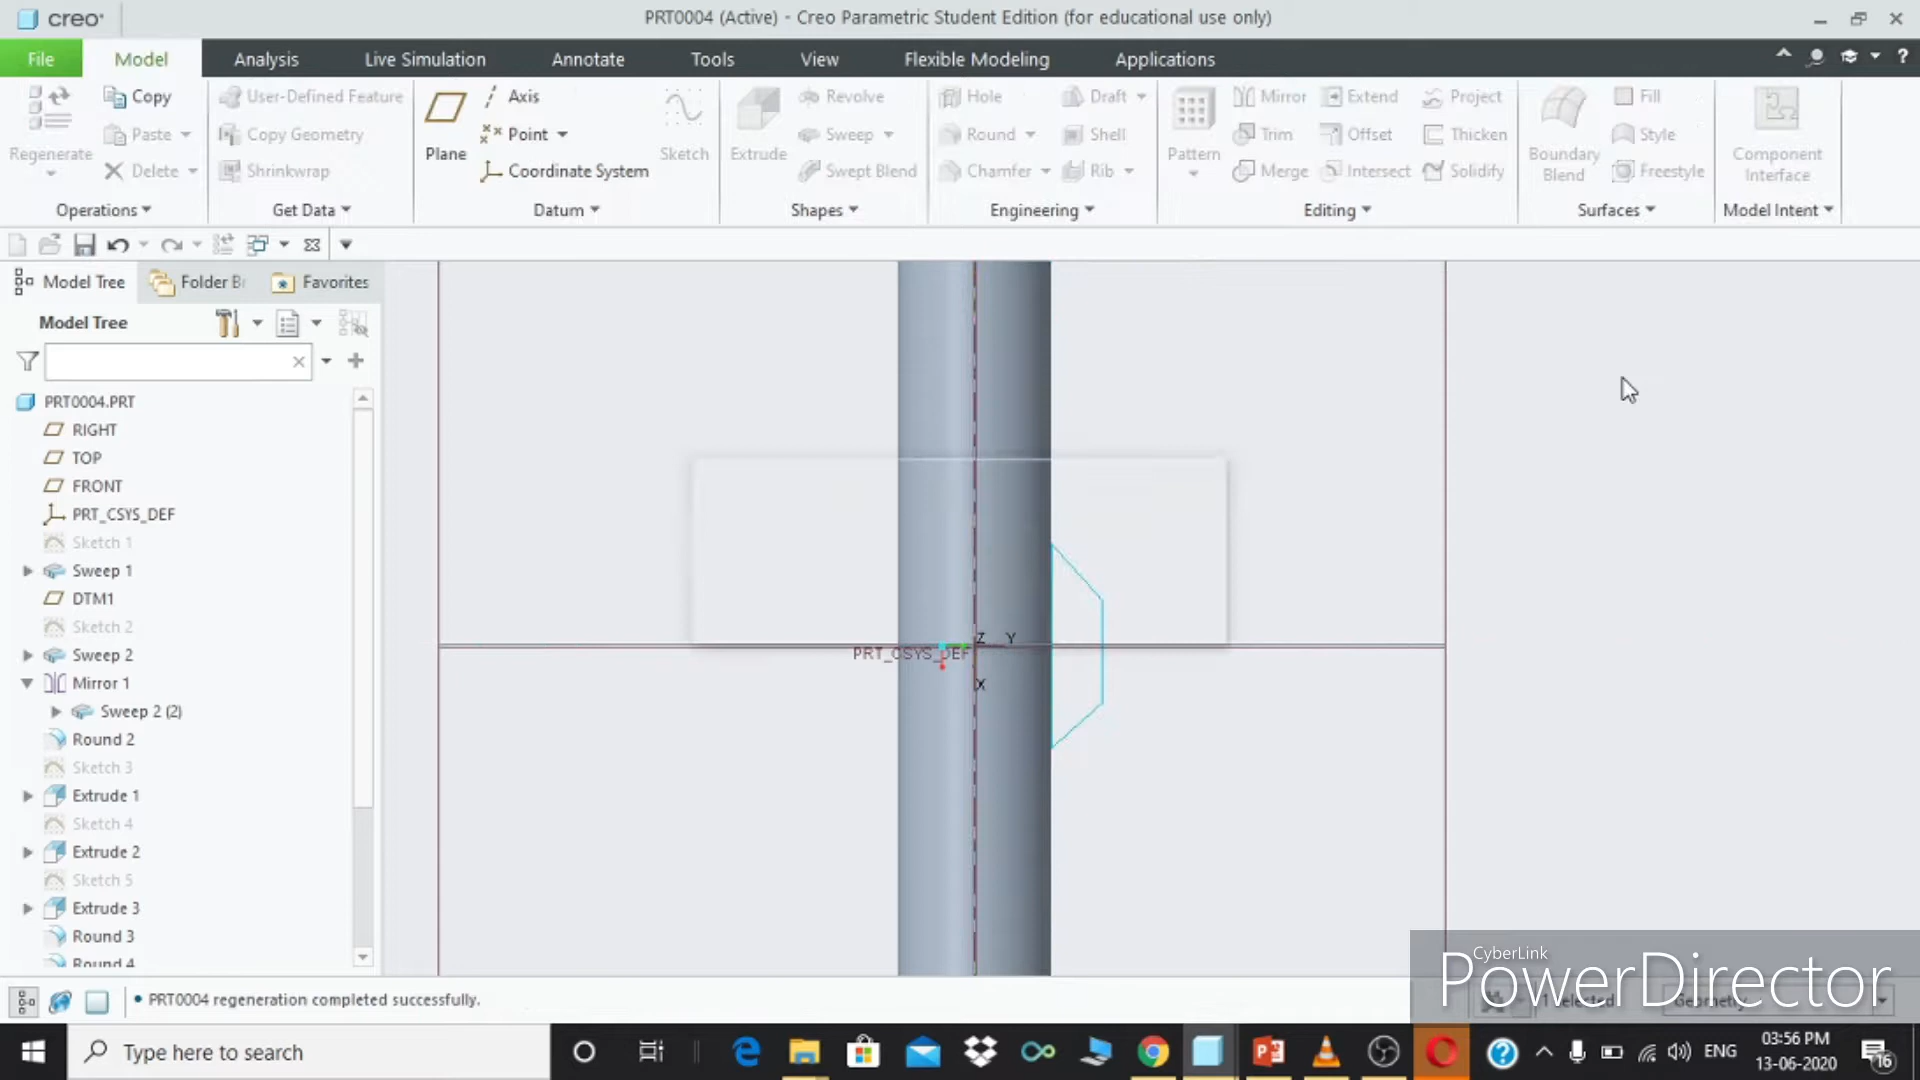 creo
PRT0004 (Active) - Creo Parametric Student Edition (for educational use only)
File Model Analysis Live Simulation Annotate Tools View Flexible Modeling Applications
Regenerate
Copy
Paste
Delete
Operations
User-Defined Feature
Copy Geometry
Shrinkwrap
Get Data
Plane
Axis
Point
Coordinate System
Sketch
Datum
Extrude
Revolve
Sweep
Swept Blend
Shapes
Hole
Round
Chamfer
Draft
Shell
Rib
Engineering
Pattern
Mirror
Trim
Merge
Extend
Offset
Intersect
Project
Thicken
Solidify
Editing
Boundary
Blend
Fill
Style
Freestyle
Surfaces
Component
Interface
Model Intent
Model Tree Folder Br Favorites
Model Tree
PRT0004.PRT
RIGHT
TOP
FRONT
PRT_CSYS_DEF
Sketch 1
Sweep 1
DTM1
Sketch 2
Sweep 2
Mirror 1
Sweep 2 (2)
Round 2
Sketch 3
Extrude 1
Sketch 4
Extrude 2
Sketch 5
Extrude 3
Round 3
Round 4
Z Y
PRT_CSYS_DEF
X
PRT0004 regeneration completed successfully.
1 selected
Geometry
CyberLink
PowerDirector
Type here to search
ENG
03:56 PM
13-06-2020
16